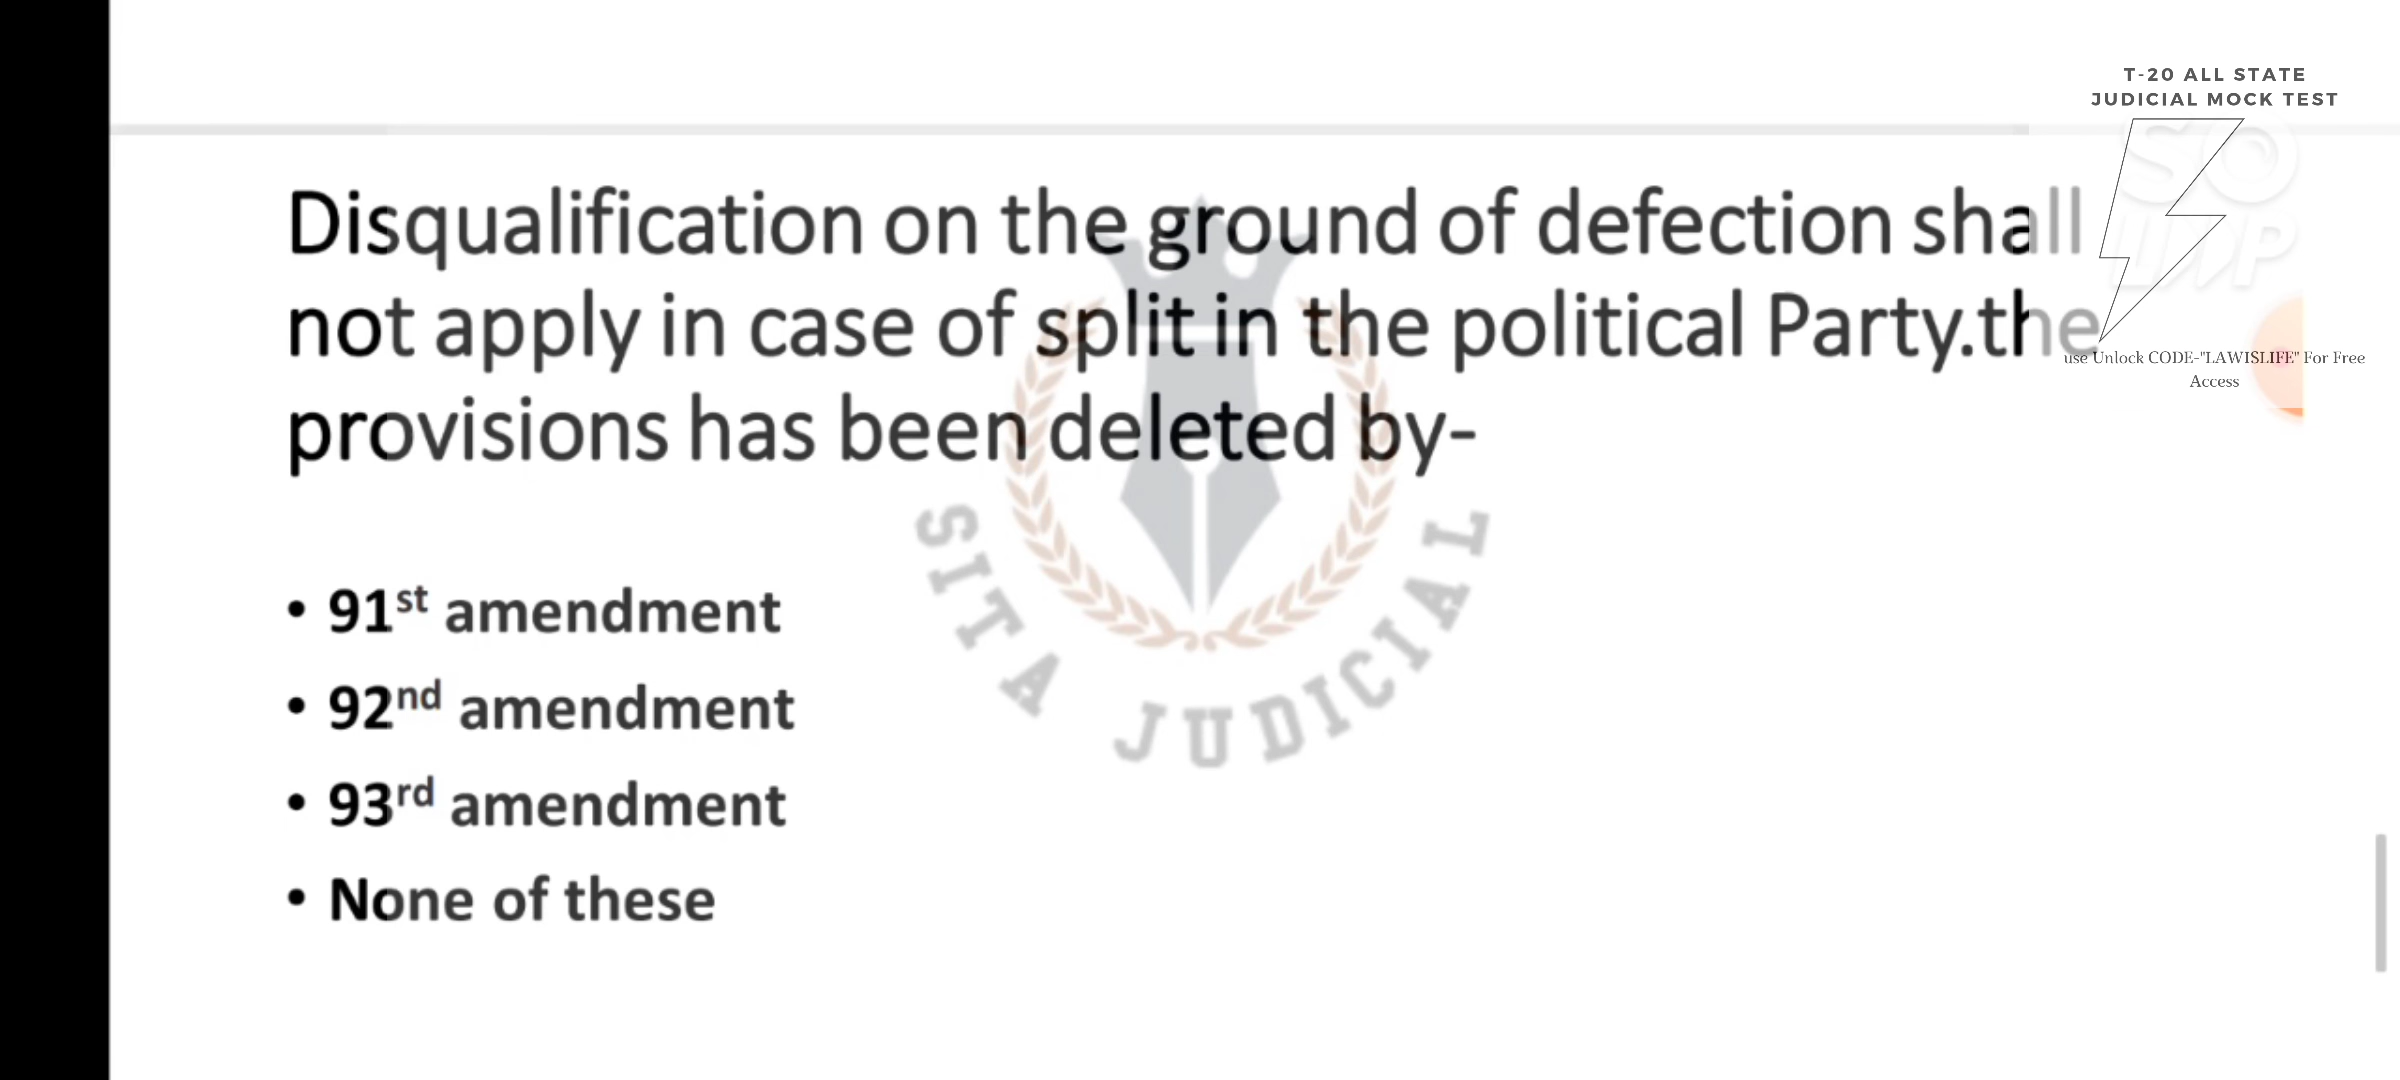 T-20 ALL STATE
JUDICIAL MOCK TEST
Disqualification on the ground of defection shall
not apply in case of split in the political Party.the
provisions has been deleted by-
use Unlock CODE-"LAWISLIFE" For Free
Access
• 91st amendment
• 92nd amendment
• 93rd amendment
• None of these
SITA JUDICIAL